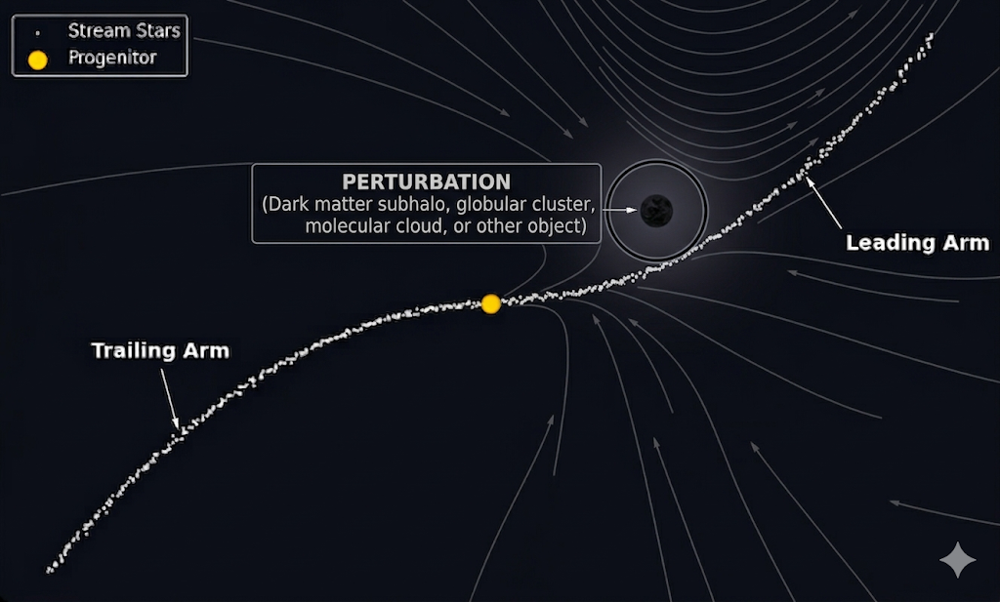 Stream Stars
Progenitor
PERTURBATION
(Dark matter subhalo, globular cluster,
molecular cloud, or other object)
Leading Arm
Trailing Arm